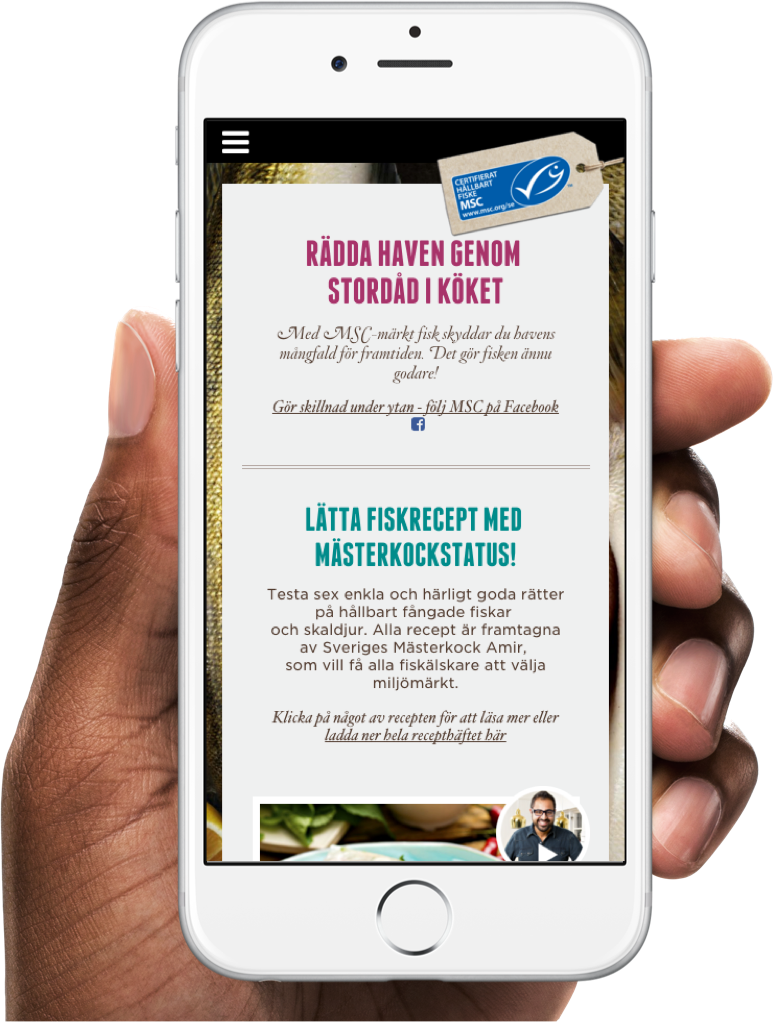 CERTIFIERAT
HÅLLBART
FISKE
MSC
www.msc.org/se
TM
RÄDDA HAVEN GENOM
STORDÅD I KÖKET
Med MSC-märkt fisk skyddar du havens
mångfald för framtiden. Det gör fisken ännu
godare!
Gör skillnad under ytan - följ MSC på Facebook
f
LÄTTA FISKRECEPT MED
MÄSTERKOCKSTATUS!
Testa sex enkla och härligt goda rätter
på hållbart fångade fiskar
och skaldjur. Alla recept är framtagna
av Sveriges Mästerkock Amir,
som vill få alla fiskälskare att välja
miljömärkt.
Klicka på något av recepten för att läsa mer eller
ladda ner hela recepthäftet här